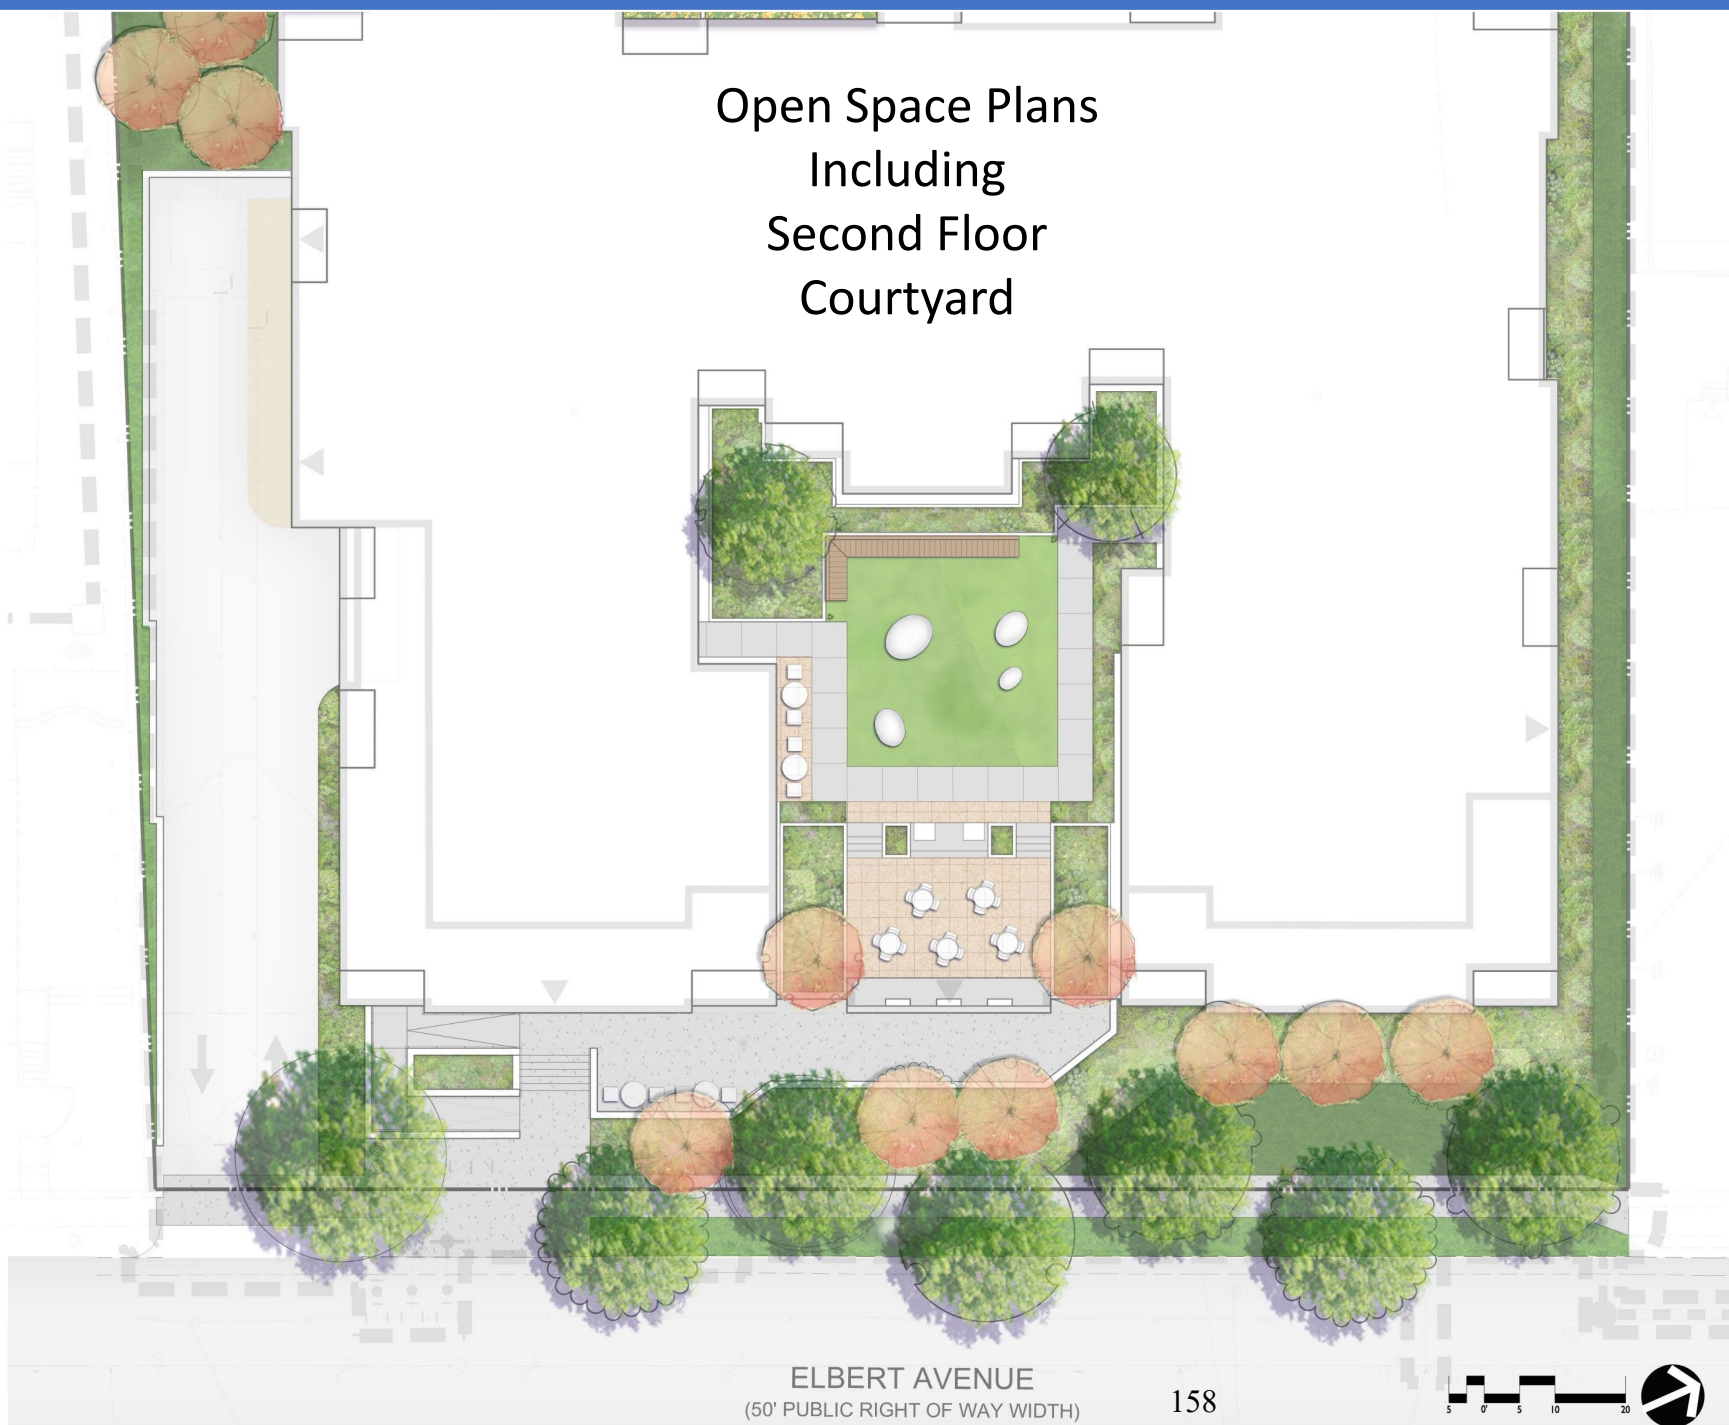 Open Space Plans
Including
Second Floor
Courtyard
ELBERT AVENUE
(50' PUBLIC RIGHT OF WAY WIDTH)
158
5 0' 5 10 20